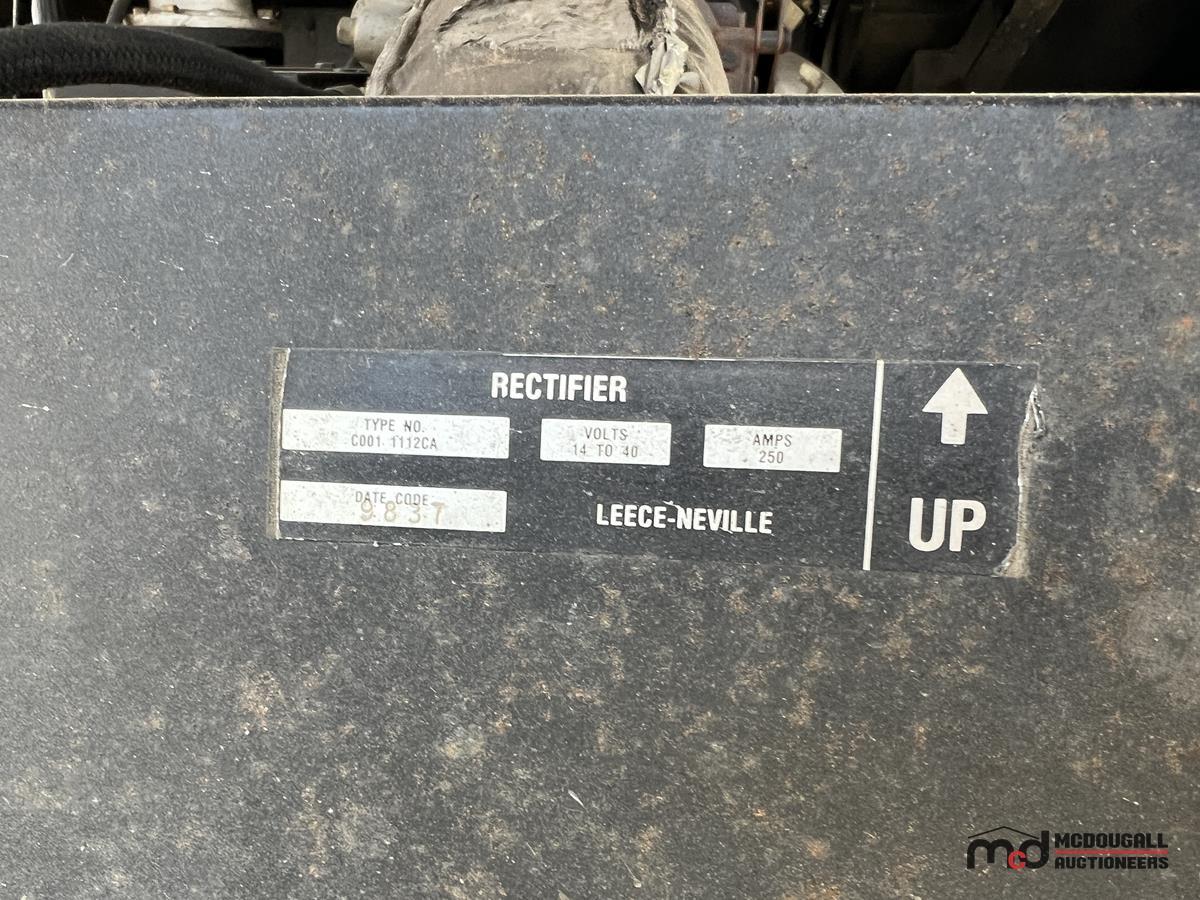 RECTIFIER
TYPE NO.
C001 1112CA
VOLTS
14 TO 40
AMPS
250
DATE CODE
9837
LEECE-NEVILLE
UP
mcd MCDOUGALL
AUCTIONEERS